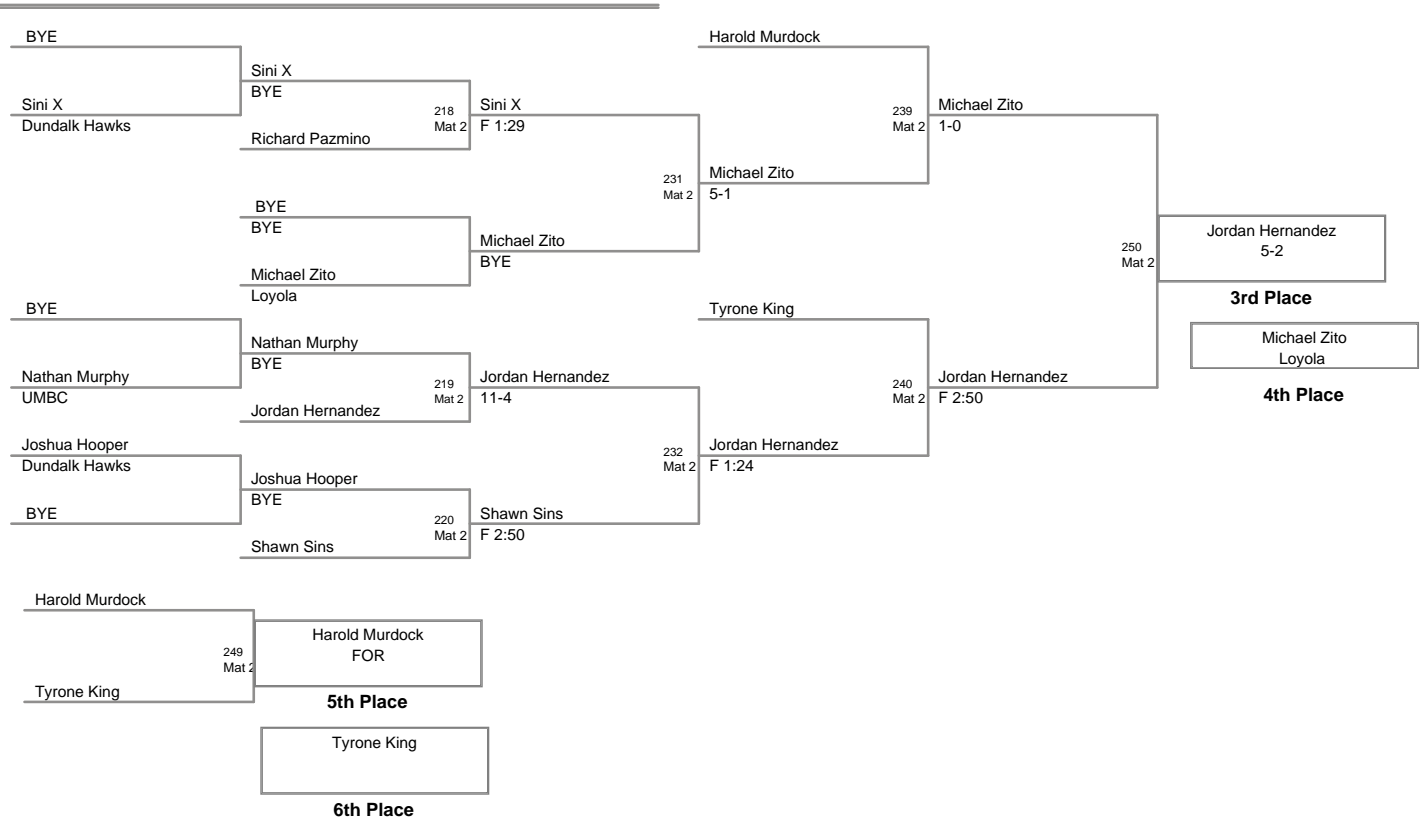 BYE
Sini X
Dundalk Hawks
Sini X
BYE
Richard Pazmino
218
Mat 2
Sini X
F 1:29
BYE
BYE
Michael Zito
Loyola
Michael Zito
BYE
231
Mat 2
Michael Zito
5-1
Harold Murdock
239
Mat 2
Michael Zito
1-0
BYE
Nathan Murphy
UMBC
Nathan Murphy
BYE
Jordan Hernandez
219
Mat 2
Jordan Hernandez
11-4
Joshua Hooper
Dundalk Hawks
BYE
Joshua Hooper
BYE
Shawn Sins
220
Mat 2
Shawn Sins
F 2:50
232
Mat 2
Jordan Hernandez
F 1:24
Tyrone King
240
Mat 2
Jordan Hernandez
F 2:50
250
Mat 2
Jordan Hernandez
5-2
3rd Place
Michael Zito
Loyola
4th Place
Harold Murdock
Tyrone King
249
Mat 2
Harold Murdock
FOR
5th Place
Tyrone King
6th Place